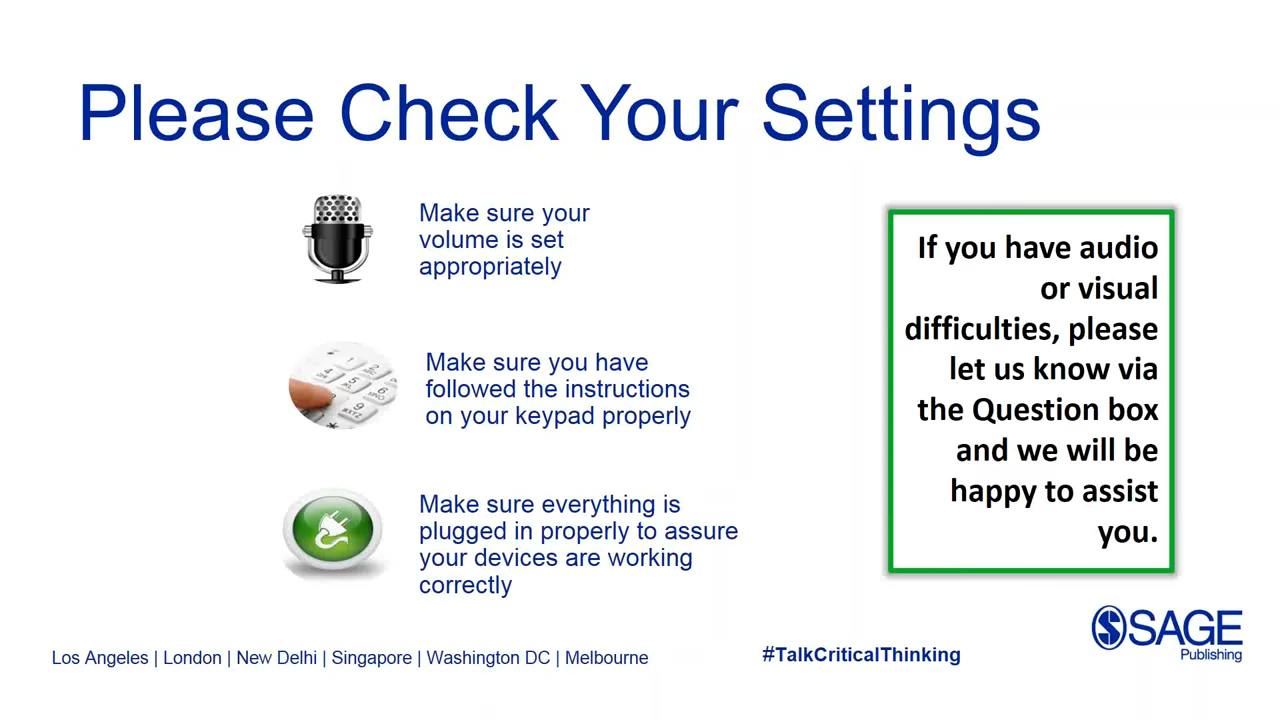 Please Check Your Settings
Make sure your
volume is set
appropriately
Make sure you have
followed the instructions
on your keypad properly
Make sure everything is
plugged in properly to assure
your devices are working
correctly
If you have audio
or visual
difficulties, please
let us know via
the Question box
and we will be
happy to assist
you.
Los Angeles | London | New Delhi | Singapore | Washington DC | Melbourne
#TalkCriticalThinking
SAGE
Publishing